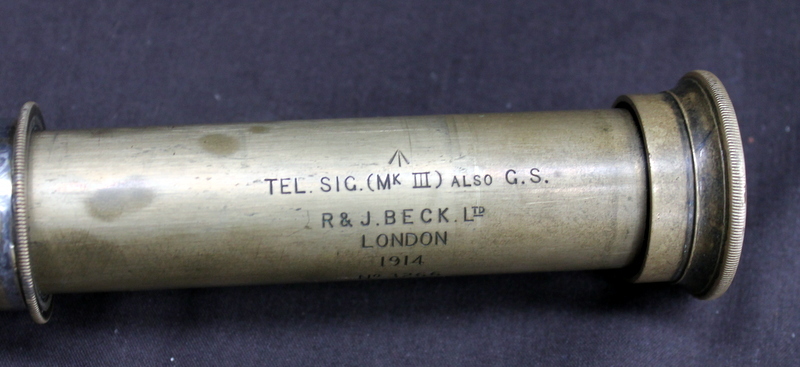 TEL. SIG. (MK III) ALSO G.S.
R & J. BECK. LTD
LONDON
1914